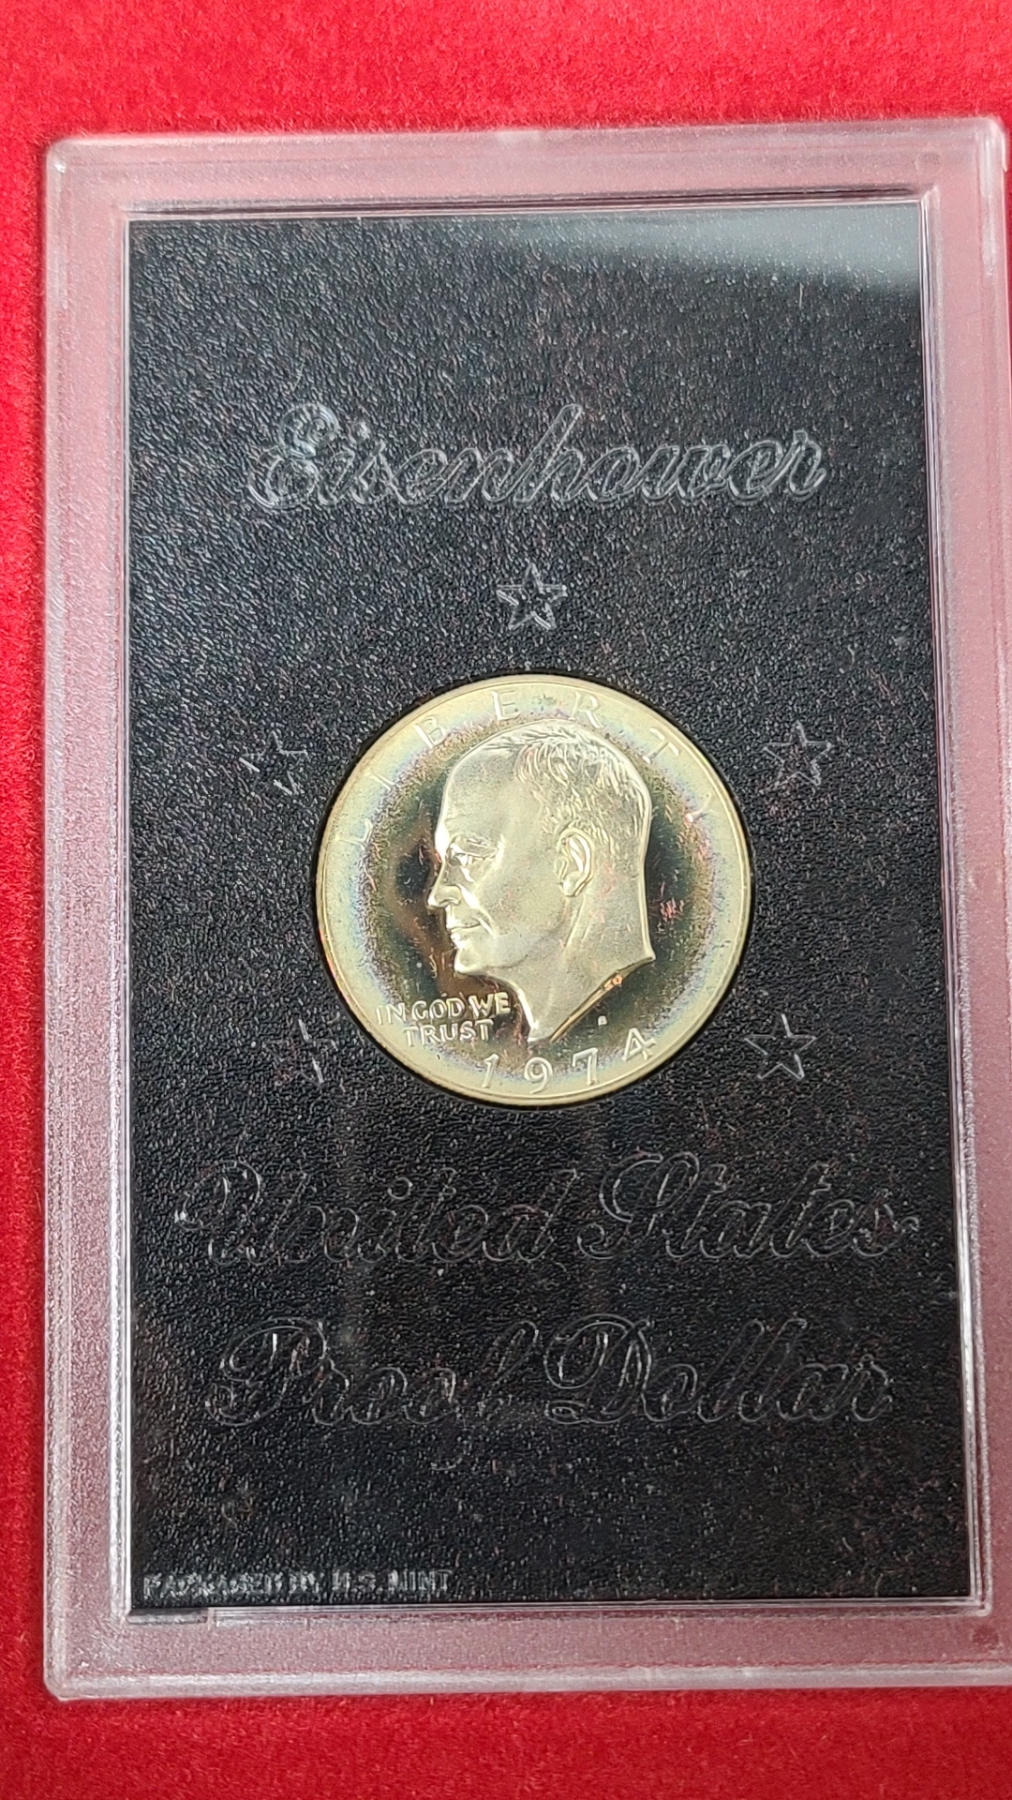 Eisenhower
LIBERTY
IN GOD WE
TRUST
S
1974
United States
Proof Dollar
PACKAGED BY U.S. MINT